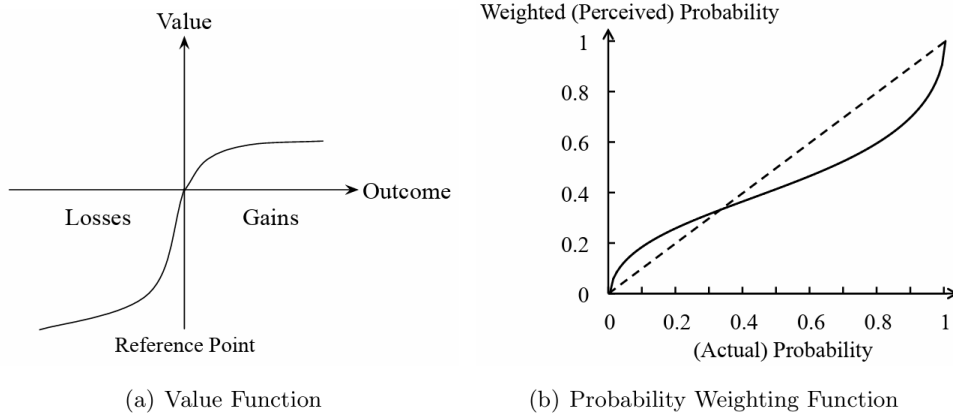 Value
Outcome
Losses
Gains
Reference Point
(a) Value Function
Weighted (Perceived) Probability
1
0.8
0.6
0.4
0.2
0
0 0.2 0.4 0.6 0.8 1
(Actual) Probability
(b) Probability Weighting Function